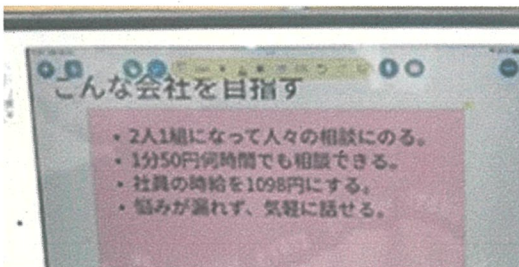 こんな会社を目指す
• 2人1組になって人々の相談にのる。
• 1分50円何時間でも相談できる。
• 社員の時給を1098円にする。
• 悩みが漏れず、気軽に話せる。